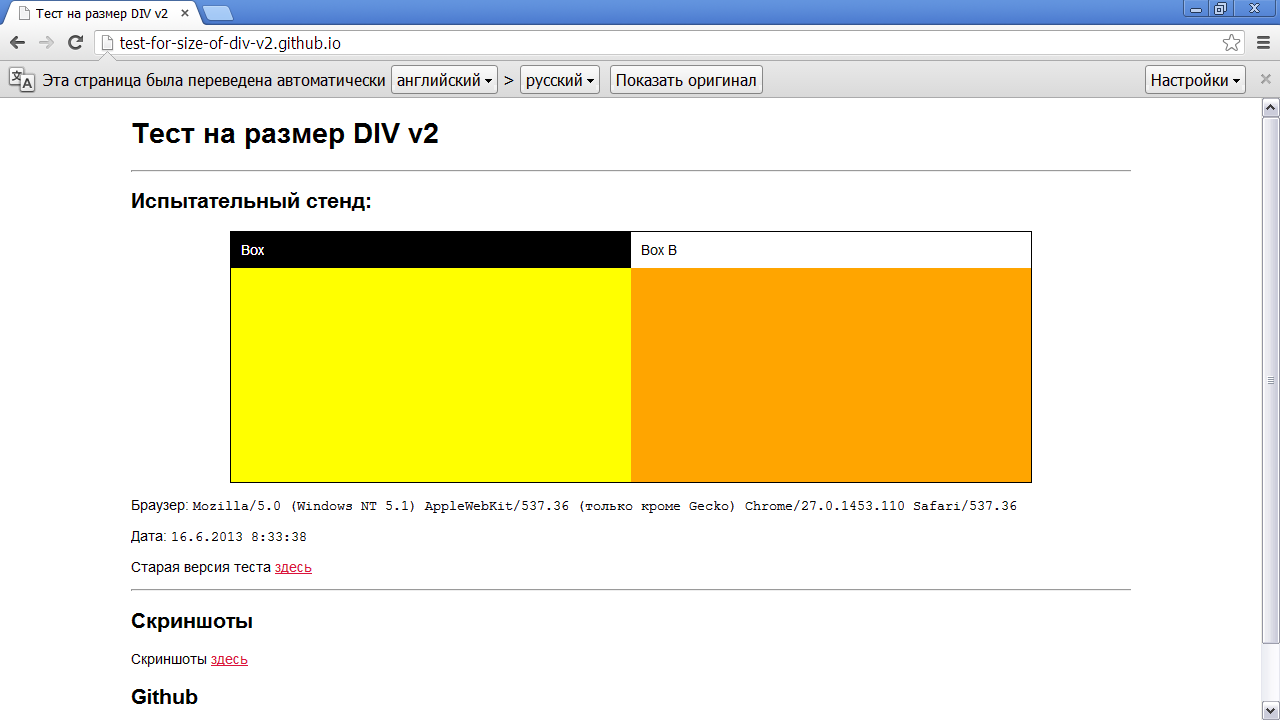 Тест на размер DIV v2
test-for-size-of-div-v2.github.io
Эта страница была переведена автоматически английский > русский Показать оригинал Настройки
Тест на размер DIV v2
Испытательный стенд:
Box Box B
Браузер: Mozilla/5.0 (Windows NT 5.1) AppleWebKit/537.36 (только кроме Gecko) Chrome/27.0.1453.110 Safari/537.36
Дата: 16.6.2013 8:33:38
Старая версия теста здесь
Скриншоты
Скриншоты здесь
Github